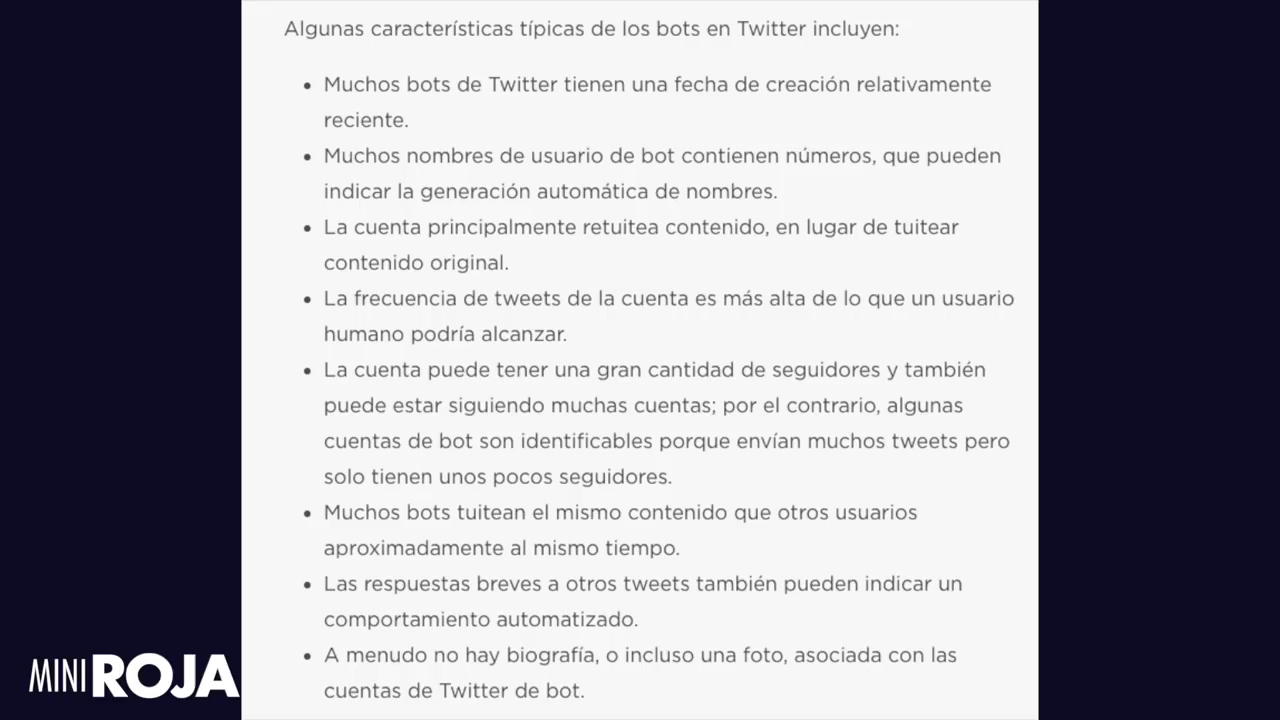 Algunas características típicas de los bots en Twitter incluyen:
• Muchos bots de Twitter tienen una fecha de creación relativamente
reciente.
• Muchos nombres de usuario de bot contienen números, que pueden
indicar la generación automática de nombres.
• La cuenta principalmente retuitea contenido, en lugar de tuitear
contenido original.
• La frecuencia de tweets de la cuenta es más alta de lo que un usuario
humano podría alcanzar.
• La cuenta puede tener una gran cantidad de seguidores y también
puede estar siguiendo muchas cuentas; por el contrario, algunas
cuentas de bot son identificables porque envían muchos tweets pero
solo tienen unos pocos seguidores.
• Muchos bots tuitean el mismo contenido que otros usuarios
aproximadamente al mismo tiempo.
• Las respuestas breves a otros tweets también pueden indicar un
comportamiento automatizado.
• A menudo no hay biografía, o incluso una foto, asociada con las
cuentas de Twitter de bot.
MINI ROJA